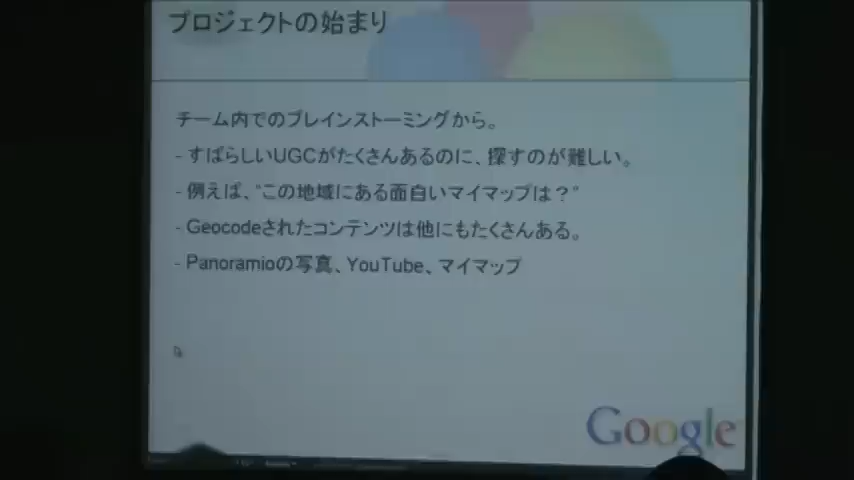 プロジェクトの始まり
チーム内でのブレインストーミングから。
- すばらしいUGCがたくさんあるのに、探すのが難しい。
- 例えば、“この地域にある面白いマイマップは？”
- Geocodeされたコンテンツは他にもたくさんある。
- Panoramioの写真、YouTube、マイマップ
Google